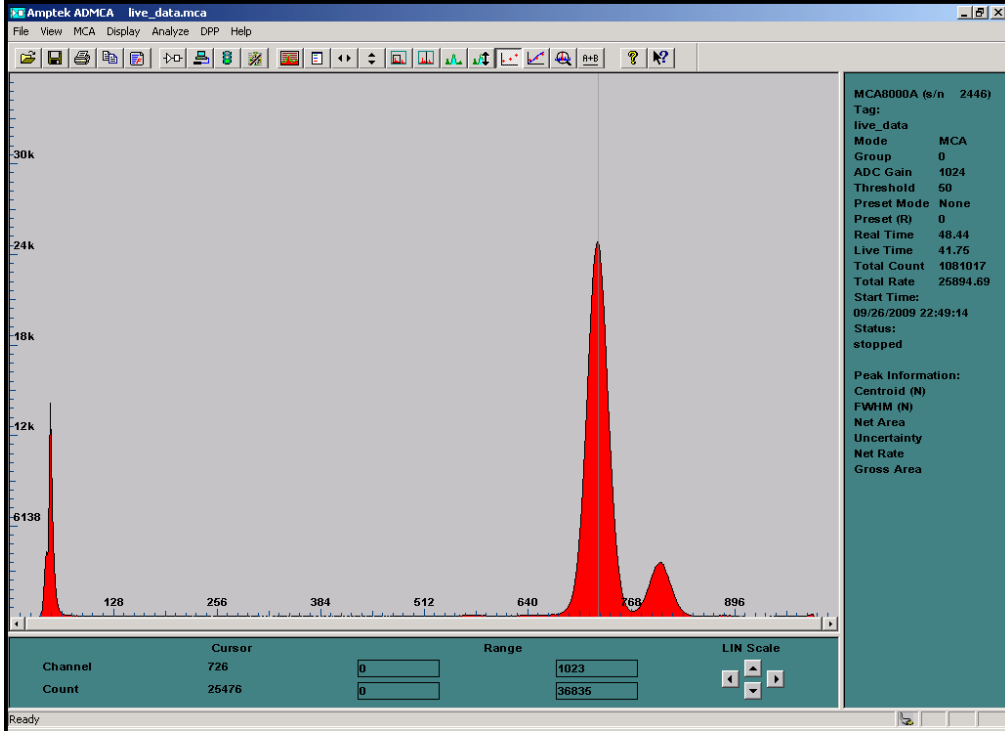 Amptek ADMCA live_data.mca
File View MCA Display Analyze DPP Help
A+B
30k
24k
18k
12k
6138
128 256 384 512 640 768 896
MCA8000A (s/n 2446)
Tag:
live_data
Mode MCA
Group 0
ADC Gain 1024
Threshold 50
Preset Mode None
Preset (R) 0
Real Time 48.44
Live Time 41.75
Total Count 1081017
Total Rate 25894.69
Start Time:
09/26/2009 22:49:14
Status:
stopped
Peak Information:
Centroid (N)
FWHM (N)
Net Area
Uncertainty
Net Rate
Gross Area
Cursor Range LIN Scale
Channel 726 0 1023
Count 25476 0 36835
Ready